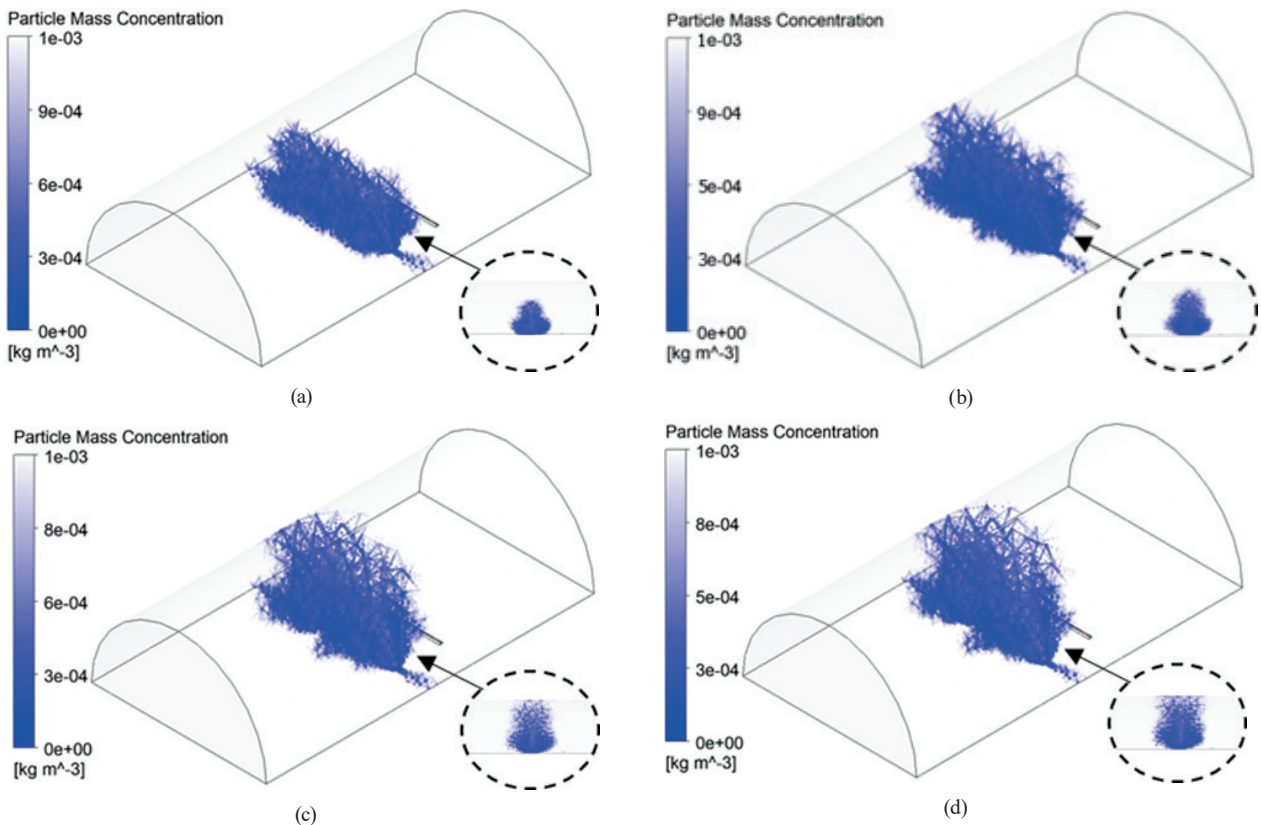 Particle Mass Concentration
1e-03
9e-04
6e-04
3e-04
0e+00
[kg m^-3]
(a)
Particle Mass Concentration
1e-03
9e-04
5e-04
3e-04
0e+00
[kg m^-3]
(b)
Particle Mass Concentration
1e-03
8e-04
6e-04
3e-04
0e+00
[kg m^-3]
(c)
Particle Mass Concentration
1e-03
8e-04
5e-04
3e-04
0e+00
[kg m^-3]
(d)